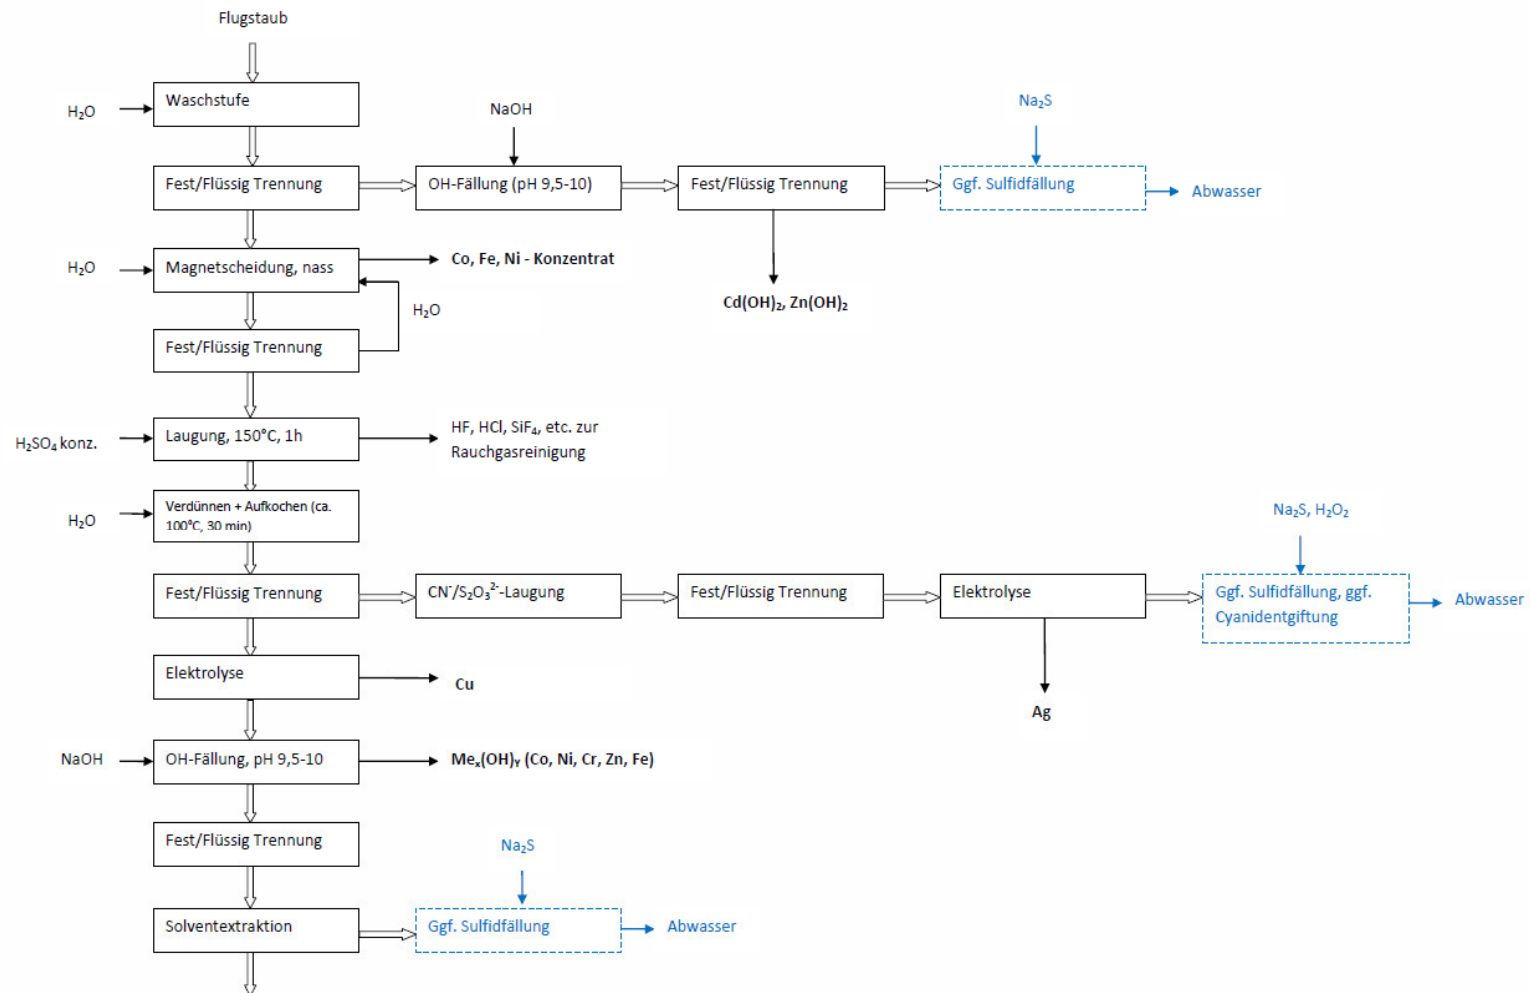 Flugstaub
H₂O
Waschstufe
NaOH
Na₂S
Fest/Flüssig Trennung
OH-Fällung (pH 9,5-10)
Fest/Flüssig Trennung
Ggf. Sulfidfällung
Abwasser
H₂O
Magnetscheidung, nass
Co, Fe, Ni - Konzentrat
Cd(OH)₂, Zn(OH)₂
H₂O
Fest/Flüssig Trennung
H₂SO₄ konz.
Laugung, 150°C, 1h
HF, HCl, SiF₄, etc. zur
Rauchgasreinigung
H₂O
Verdünnen + Aufkochen (ca.
100°C, 30 min)
Na₂S, H₂O₂
Fest/Flüssig Trennung
CN⁻/S₂O₃²⁻-Laugung
Fest/Flüssig Trennung
Elektrolyse
Ggf. Sulfidfällung, ggf.
Cyanidentgiftung
Abwasser
Elektrolyse
Cu
Ag
NaOH
OH-Fällung, pH 9,5-10
Meₓ(OH)ᵧ (Co, Ni, Cr, Zn, Fe)
Fest/Flüssig Trennung
Na₂S
Solventextraktion
Ggf. Sulfidfällung
Abwasser